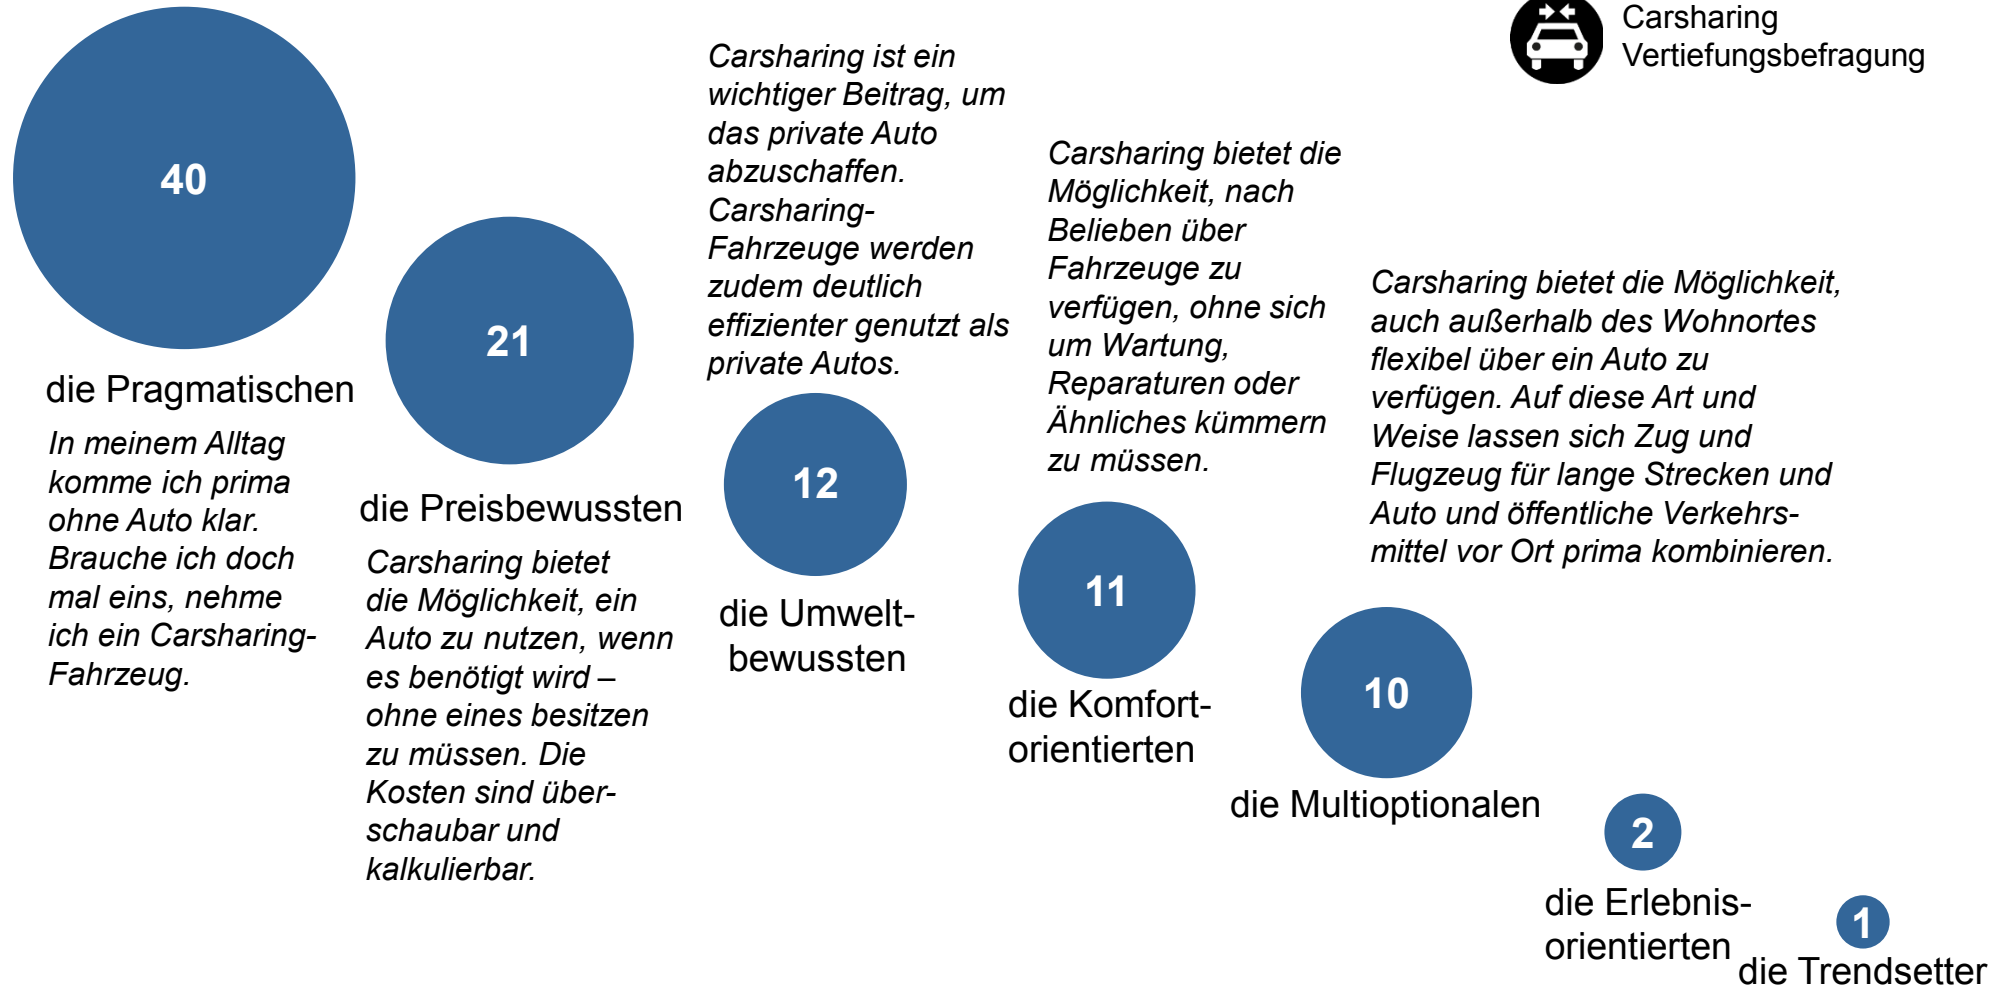 Carsharing
Vertiefungsbefragung
40
die Pragmatischen
In meinem Alltag
komme ich prima
ohne Auto klar.
Brauche ich doch
mal eins, nehme
ich ein Carsharing-
Fahrzeug.
21
die Preisbewussten
Carsharing bietet
die Möglichkeit, ein
Auto zu nutzen, wenn
es benötigt wird –
ohne eines besitzen
zu müssen. Die
Kosten sind über-
schaubar und
kalkulierbar.
Carsharing ist ein
wichtiger Beitrag, um
das private Auto
abzuschaffen.
Carsharing-
Fahrzeuge werden
zudem deutlich
effizienter genutzt als
private Autos.
12
die Umwelt-
bewussten
Carsharing bietet die
Möglichkeit, nach
Belieben über
Fahrzeuge zu
verfügen, ohne sich
um Wartung,
Reparaturen oder
Ähnliches kümmern
zu müssen.
11
die Komfort-
orientierten
Carsharing bietet die Möglichkeit,
auch außerhalb des Wohnortes
flexibel über ein Auto zu
verfügen. Auf diese Art und
Weise lassen sich Zug und
Flugzeug für lange Strecken und
Auto und öffentliche Verkehrs-
mittel vor Ort prima kombinieren.
10
die Multioptionalen
2
die Erlebnis-
orientierten
1
die Trendsetter